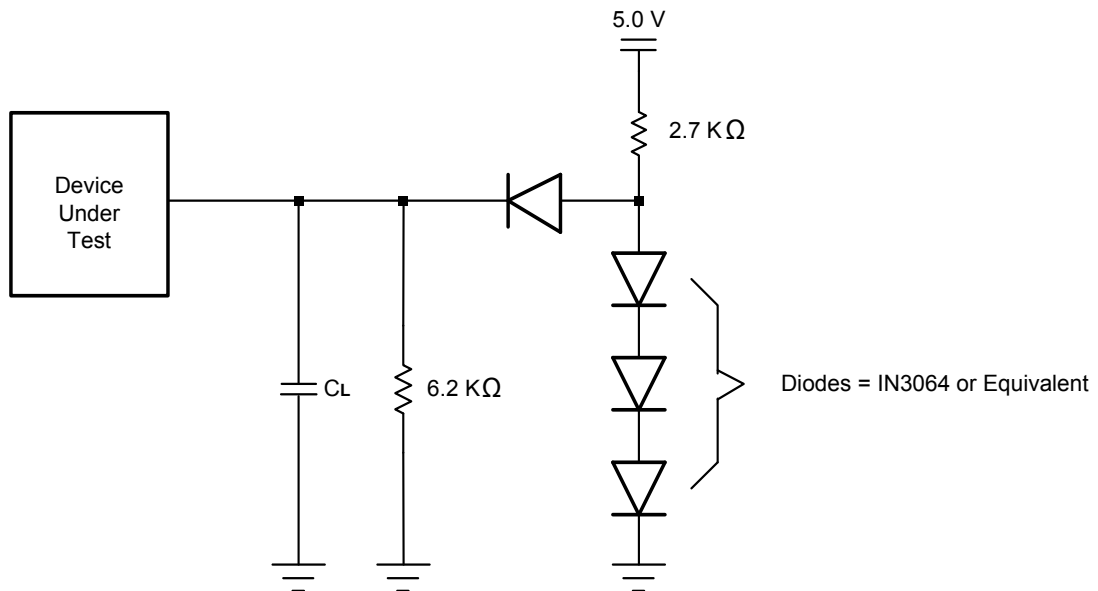 5.0 V
2.7 KΩ
Device
Under
Test
CL
6.2 KΩ
Diodes = IN3064 or Equivalent